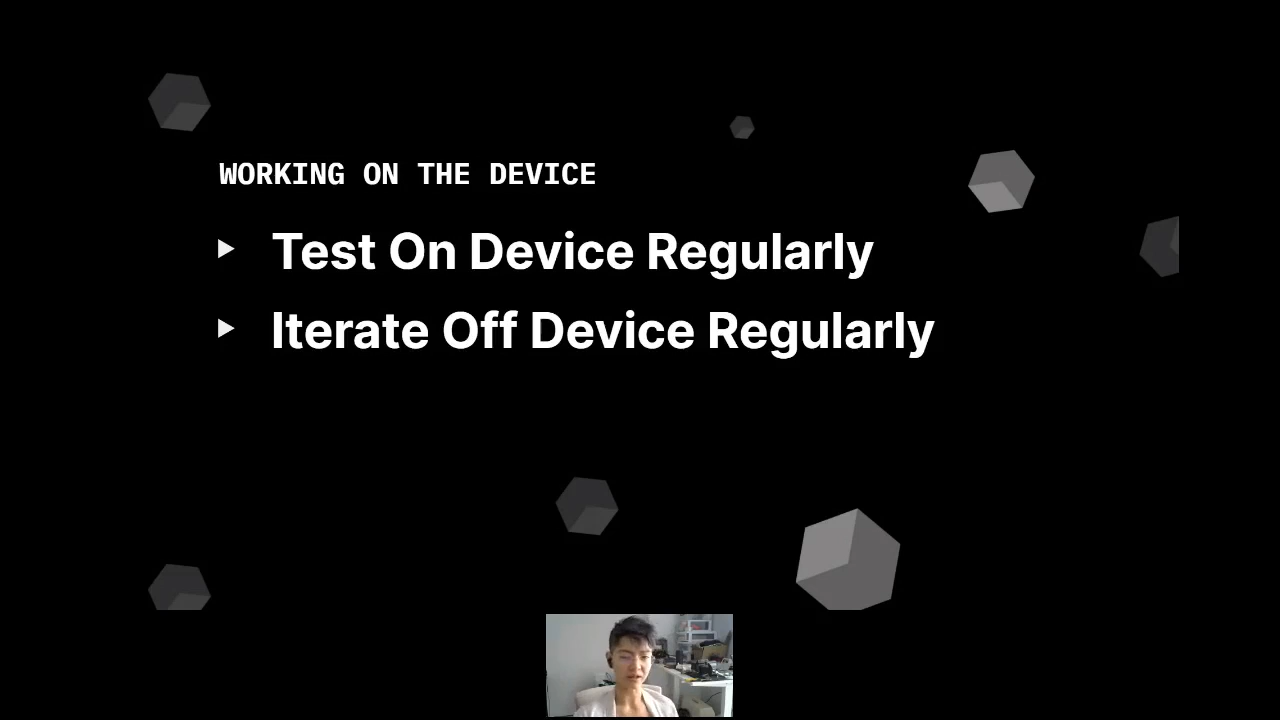 WORKING ON THE DEVICE
Test On Device Regularly
Iterate Off Device Regularly